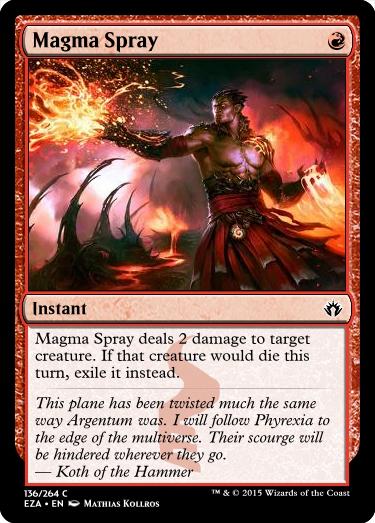 Magma Spray
Instant
Magma Spray deals 2 damage to target
creature. If that creature would die this
turn, exile it instead.
This plane has been twisted much the same
way Argentum was. I will follow Phyrexia to
the edge of the multiverse. Their scourge will
be hindered wherever they go.
— Koth of the Hammer
136/264 C
EZA • EN Mathias Kollros
™ & © 2015 Wizards of the Coast